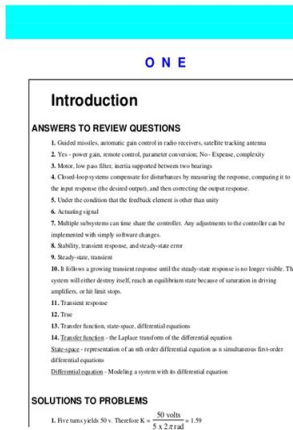 O N E
Introduction
ANSWERS TO REVIEW QUESTIONS
1. Guided missiles, automatic gain control in radio receivers, satellite tracking antenna
2. Yes - power gain, remote control, parameter conversion; No - Expense, complexity
3. Motor, low pass filter, inertia supported between two bearings
4. Closed-loop systems compensate for disturbances by measuring the response, comparing it to
the input response (the desired output), and then correcting the output response.
5. Under the condition that the feedback element is other than unity
6. Actuating signal
7. Multiple subsystems can time share the controller. Any adjustments to the controller can be
implemented with simply software changes.
8. Stability, transient response, and steady-state error
9. Steady-state, transient
10. It follows a growing transient response until the steady-state response is no longer visible. Th
system will either destroy itself, reach an equilibrium state because of saturation in driving
amplifiers, or hit limit stops.
11. Transient response
12. True
13. Transfer function, state-space, differential equations
14. Transfer function - the Laplace transform of the differential equation
State-space - representation of an nth order differential equation as n simultaneous first-order
differential equations
Differential equation - Modeling a system with its differential equation
SOLUTIONS TO PROBLEMS
1. Five turns yields 50 v. Therefore K = 50 volts / 5 x 2π rad = 1.59